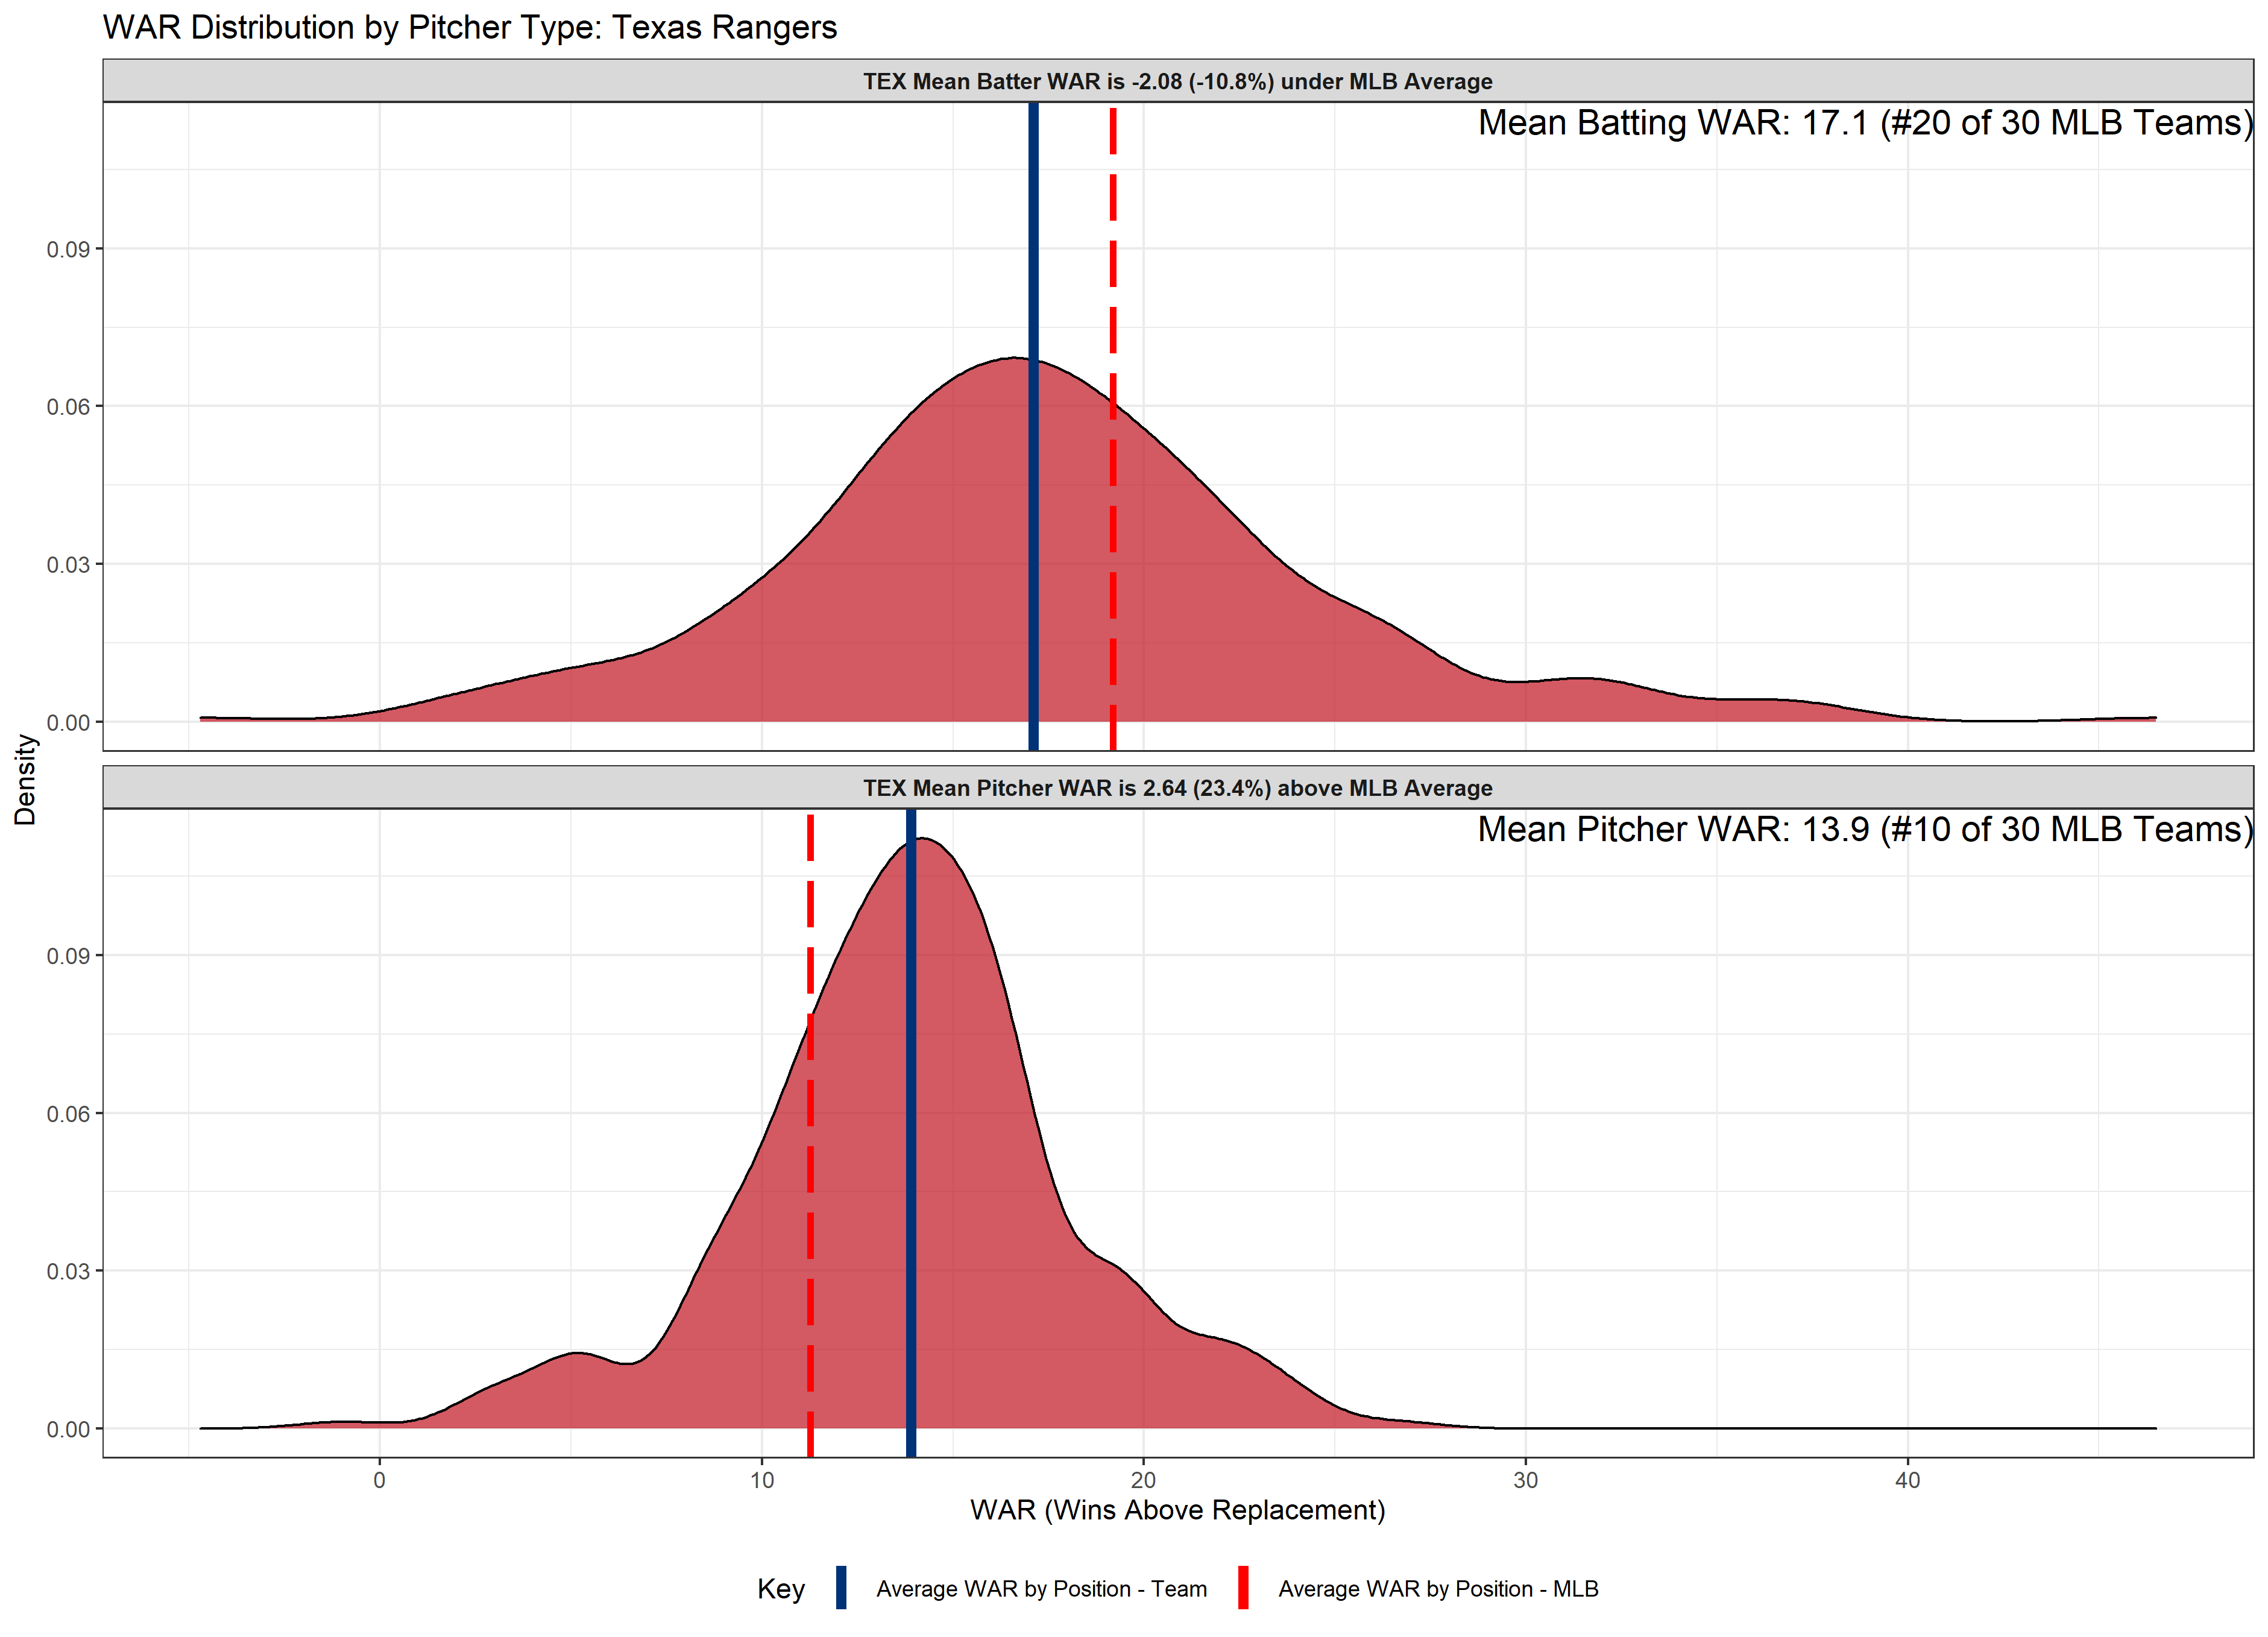 WAR Distribution by Pitcher Type: Texas Rangers
TEX Mean Batter WAR is -2.08 (-10.8%) under MLB Average
Mean Batting WAR: 17.1 (#20 of 30 MLB Teams)
0.09
0.06
0.03
0.00
Density
TEX Mean Pitcher WAR is 2.64 (23.4%) above MLB Average
Mean Pitcher WAR: 13.9 (#10 of 30 MLB Teams)
0.09
0.06
0.03
0.00
0 10 20 30 40
WAR (Wins Above Replacement)
Key Average WAR by Position - Team Average WAR by Position - MLB